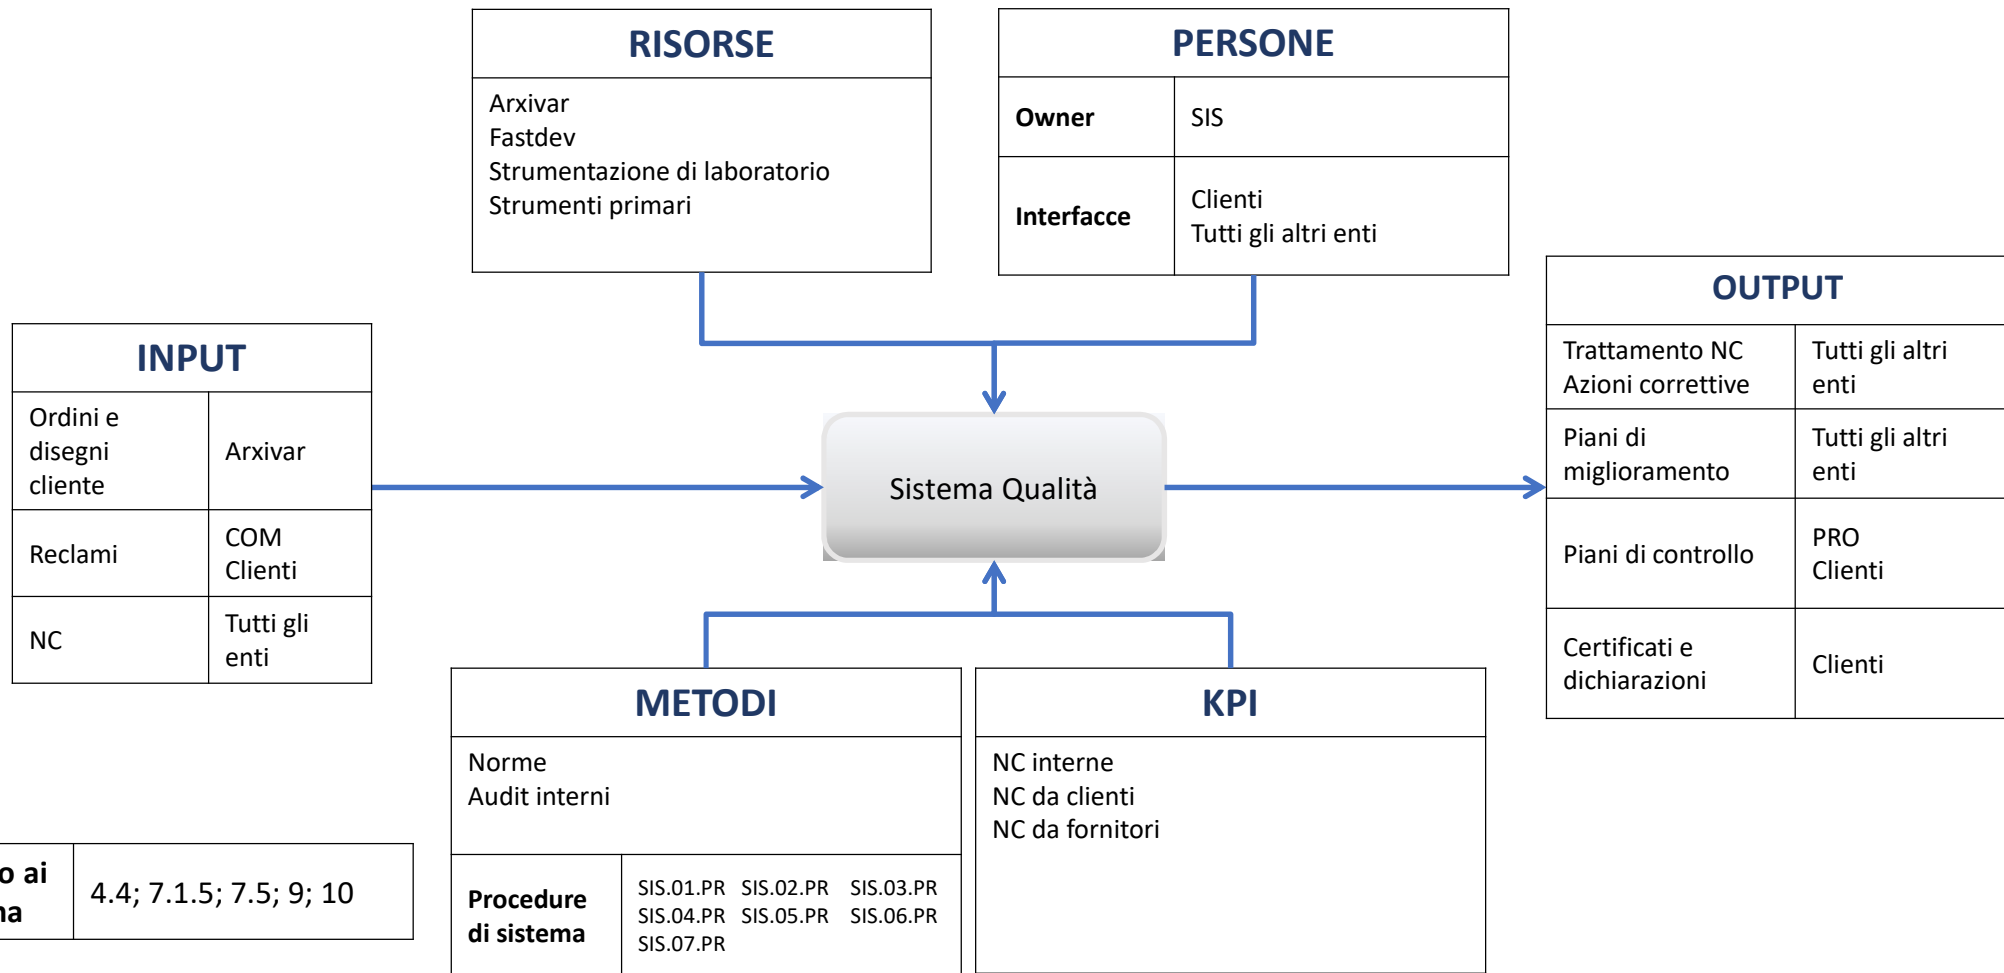 RISORSE
Arxivar
Fastdev
Strumentazione di laboratorio
Strumenti primari
PERSONE
Owner
SIS
Interfacce
Clienti
Tutti gli altri enti
INPUT
Ordini e
disegni
cliente
Arxivar
Reclami
COM
Clienti
NC
Tutti gli
enti
Sistema Qualità
OUTPUT
Trattamento NC
Azioni correttive
Tutti gli altri
enti
Piani di
miglioramento
Tutti gli altri
enti
Piani di controllo
PRO
Clienti
Certificati e
dichiarazioni
Clienti
METODI
Norme
Audit interni
Procedure
di sistema
SIS.01.PR SIS.02.PR SIS.03.PR
SIS.04.PR SIS.05.PR SIS.06.PR
SIS.07.PR
KPI
NC interne
NC da clienti
NC da fornitori
o ai
4.4; 7.1.5; 7.5; 9; 10